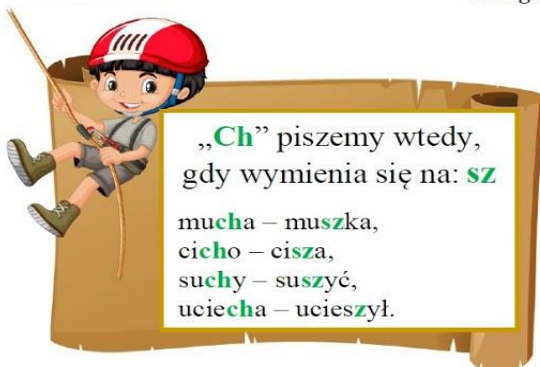 „Ch” piszemy wtedy,
gdy wymienia się na: sz
mucha – muszka,
cicho – cisza,
suchy – suszyć,
uciecha – ucieszył.